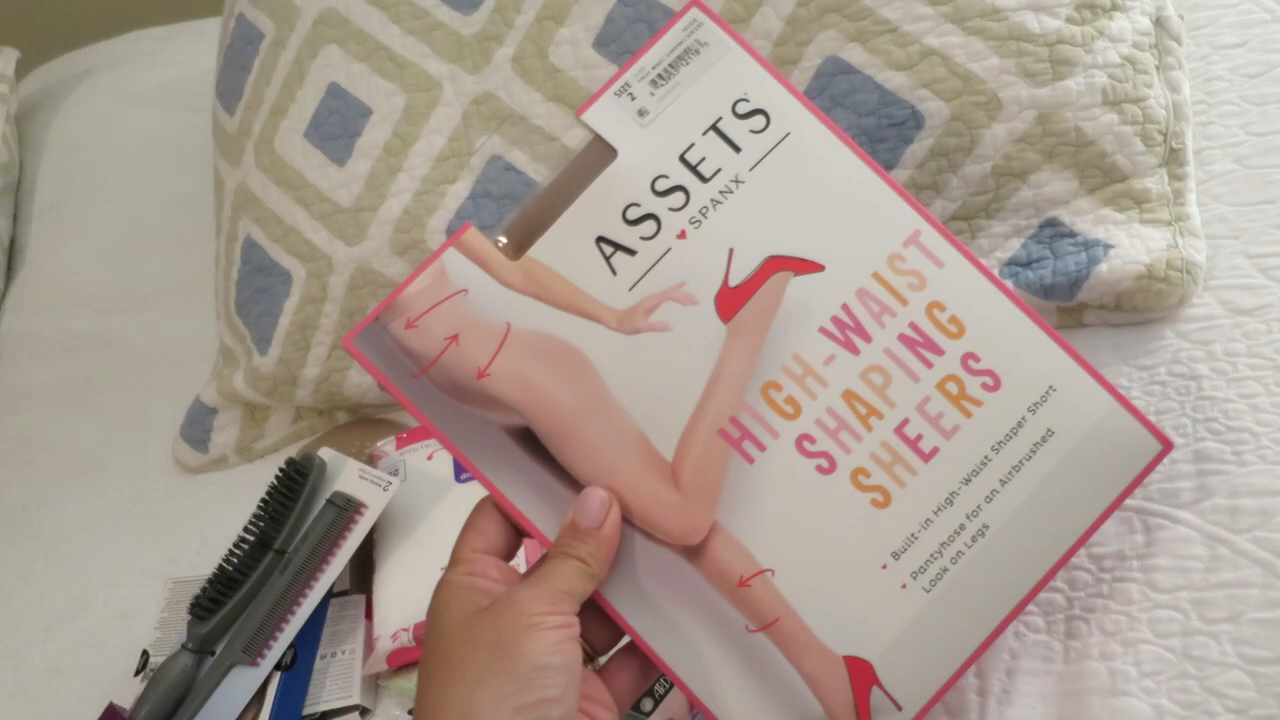 SIZE
2
ASSETS
SPANX
HIGH-WAIST
SHAPING
SHEERS
Built-in High-Waist Shaper Short
Pantyhose for an Airbrushed
Look on Legs
2